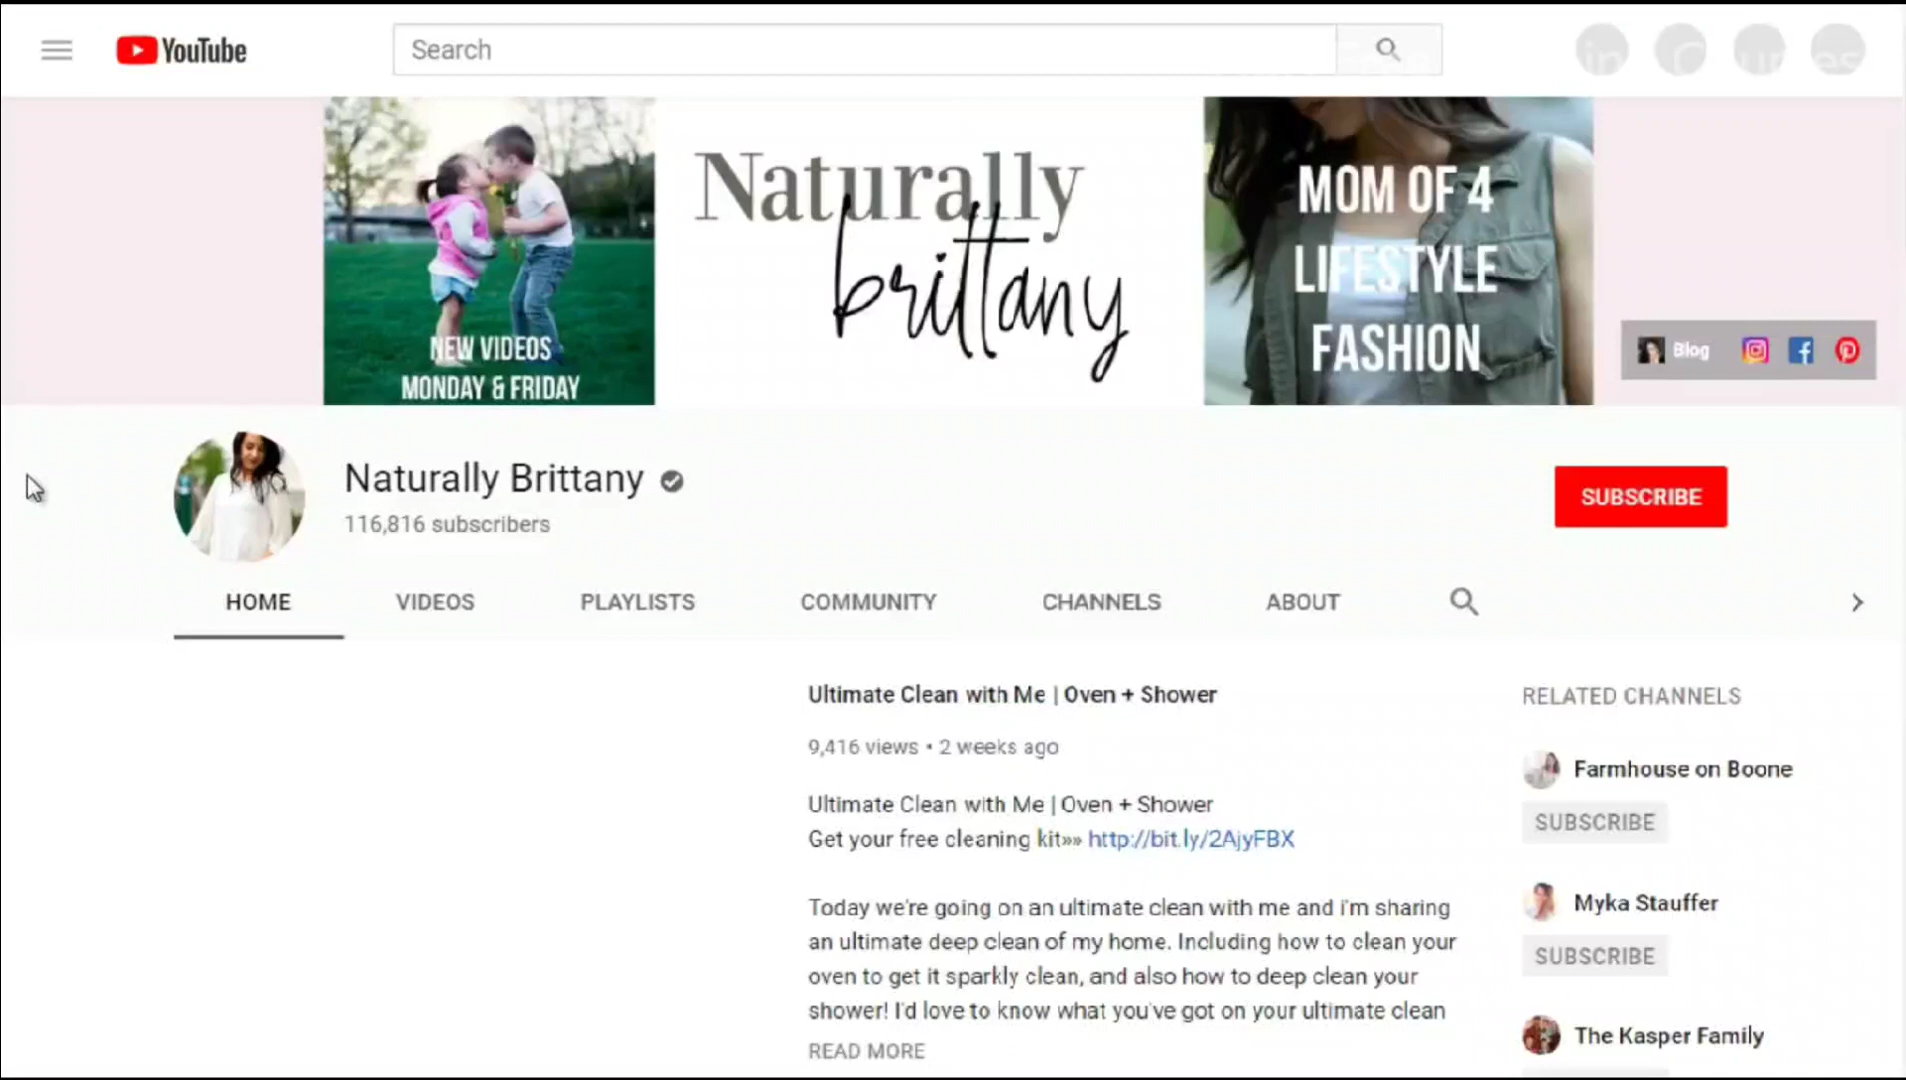 YouTube
Search
NEW VIDEOS
MONDAY & FRIDAY
Naturally
brittany
MOM OF 4
LIFESTYLE
FASHION
Blog
Naturally Brittany
116,816 subscribers
SUBSCRIBE
HOME VIDEOS PLAYLISTS COMMUNITY CHANNELS ABOUT
Ultimate Clean with Me | Oven + Shower
9,416 views • 2 weeks ago
Ultimate Clean with Me | Oven + Shower
Get your free cleaning kit»» http://bit.ly/2AjyFBX
Today we're going on an ultimate clean with me and i'm sharing
an ultimate deep clean of my home. Including how to clean your
oven to get it sparkly clean, and also how to deep clean your
shower! I'd love to know what you've got on your ultimate clean
READ MORE
RELATED CHANNELS
Farmhouse on Boone
SUBSCRIBE
Myka Stauffer
SUBSCRIBE
The Kasper Family